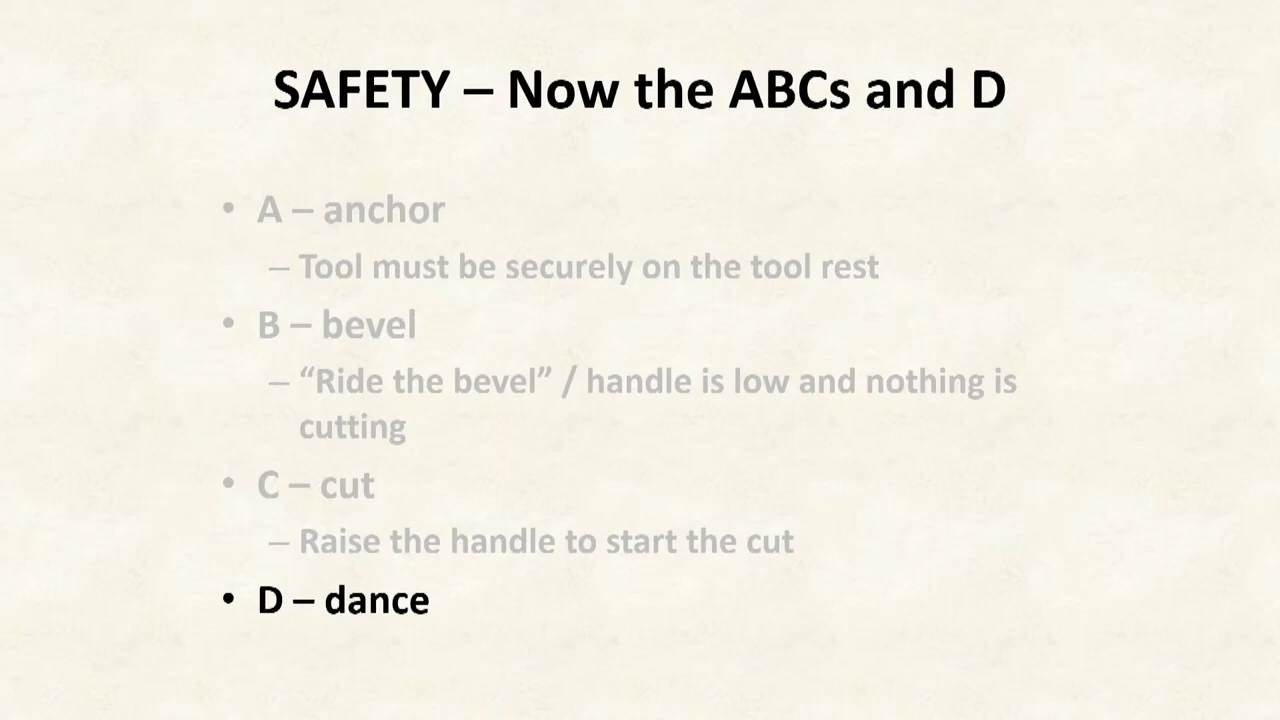 SAFETY – Now the ABCs and D
• A – anchor
– Tool must be securely on the tool rest
• B – bevel
– “Ride the bevel” / handle is low and nothing is
cutting
• C – cut
– Raise the handle to start the cut
• D – dance